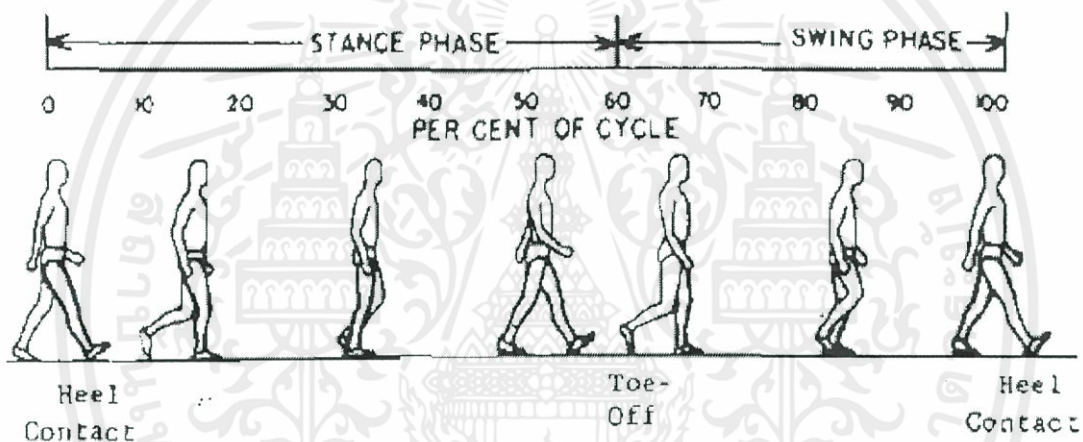 STANCE PHASE
SWING PHASE
0 10 20 30 40 50 60 70 80 90 100
PER CENT OF CYCLE
Heel
Contact
Toe-
Off
Heel
Contact